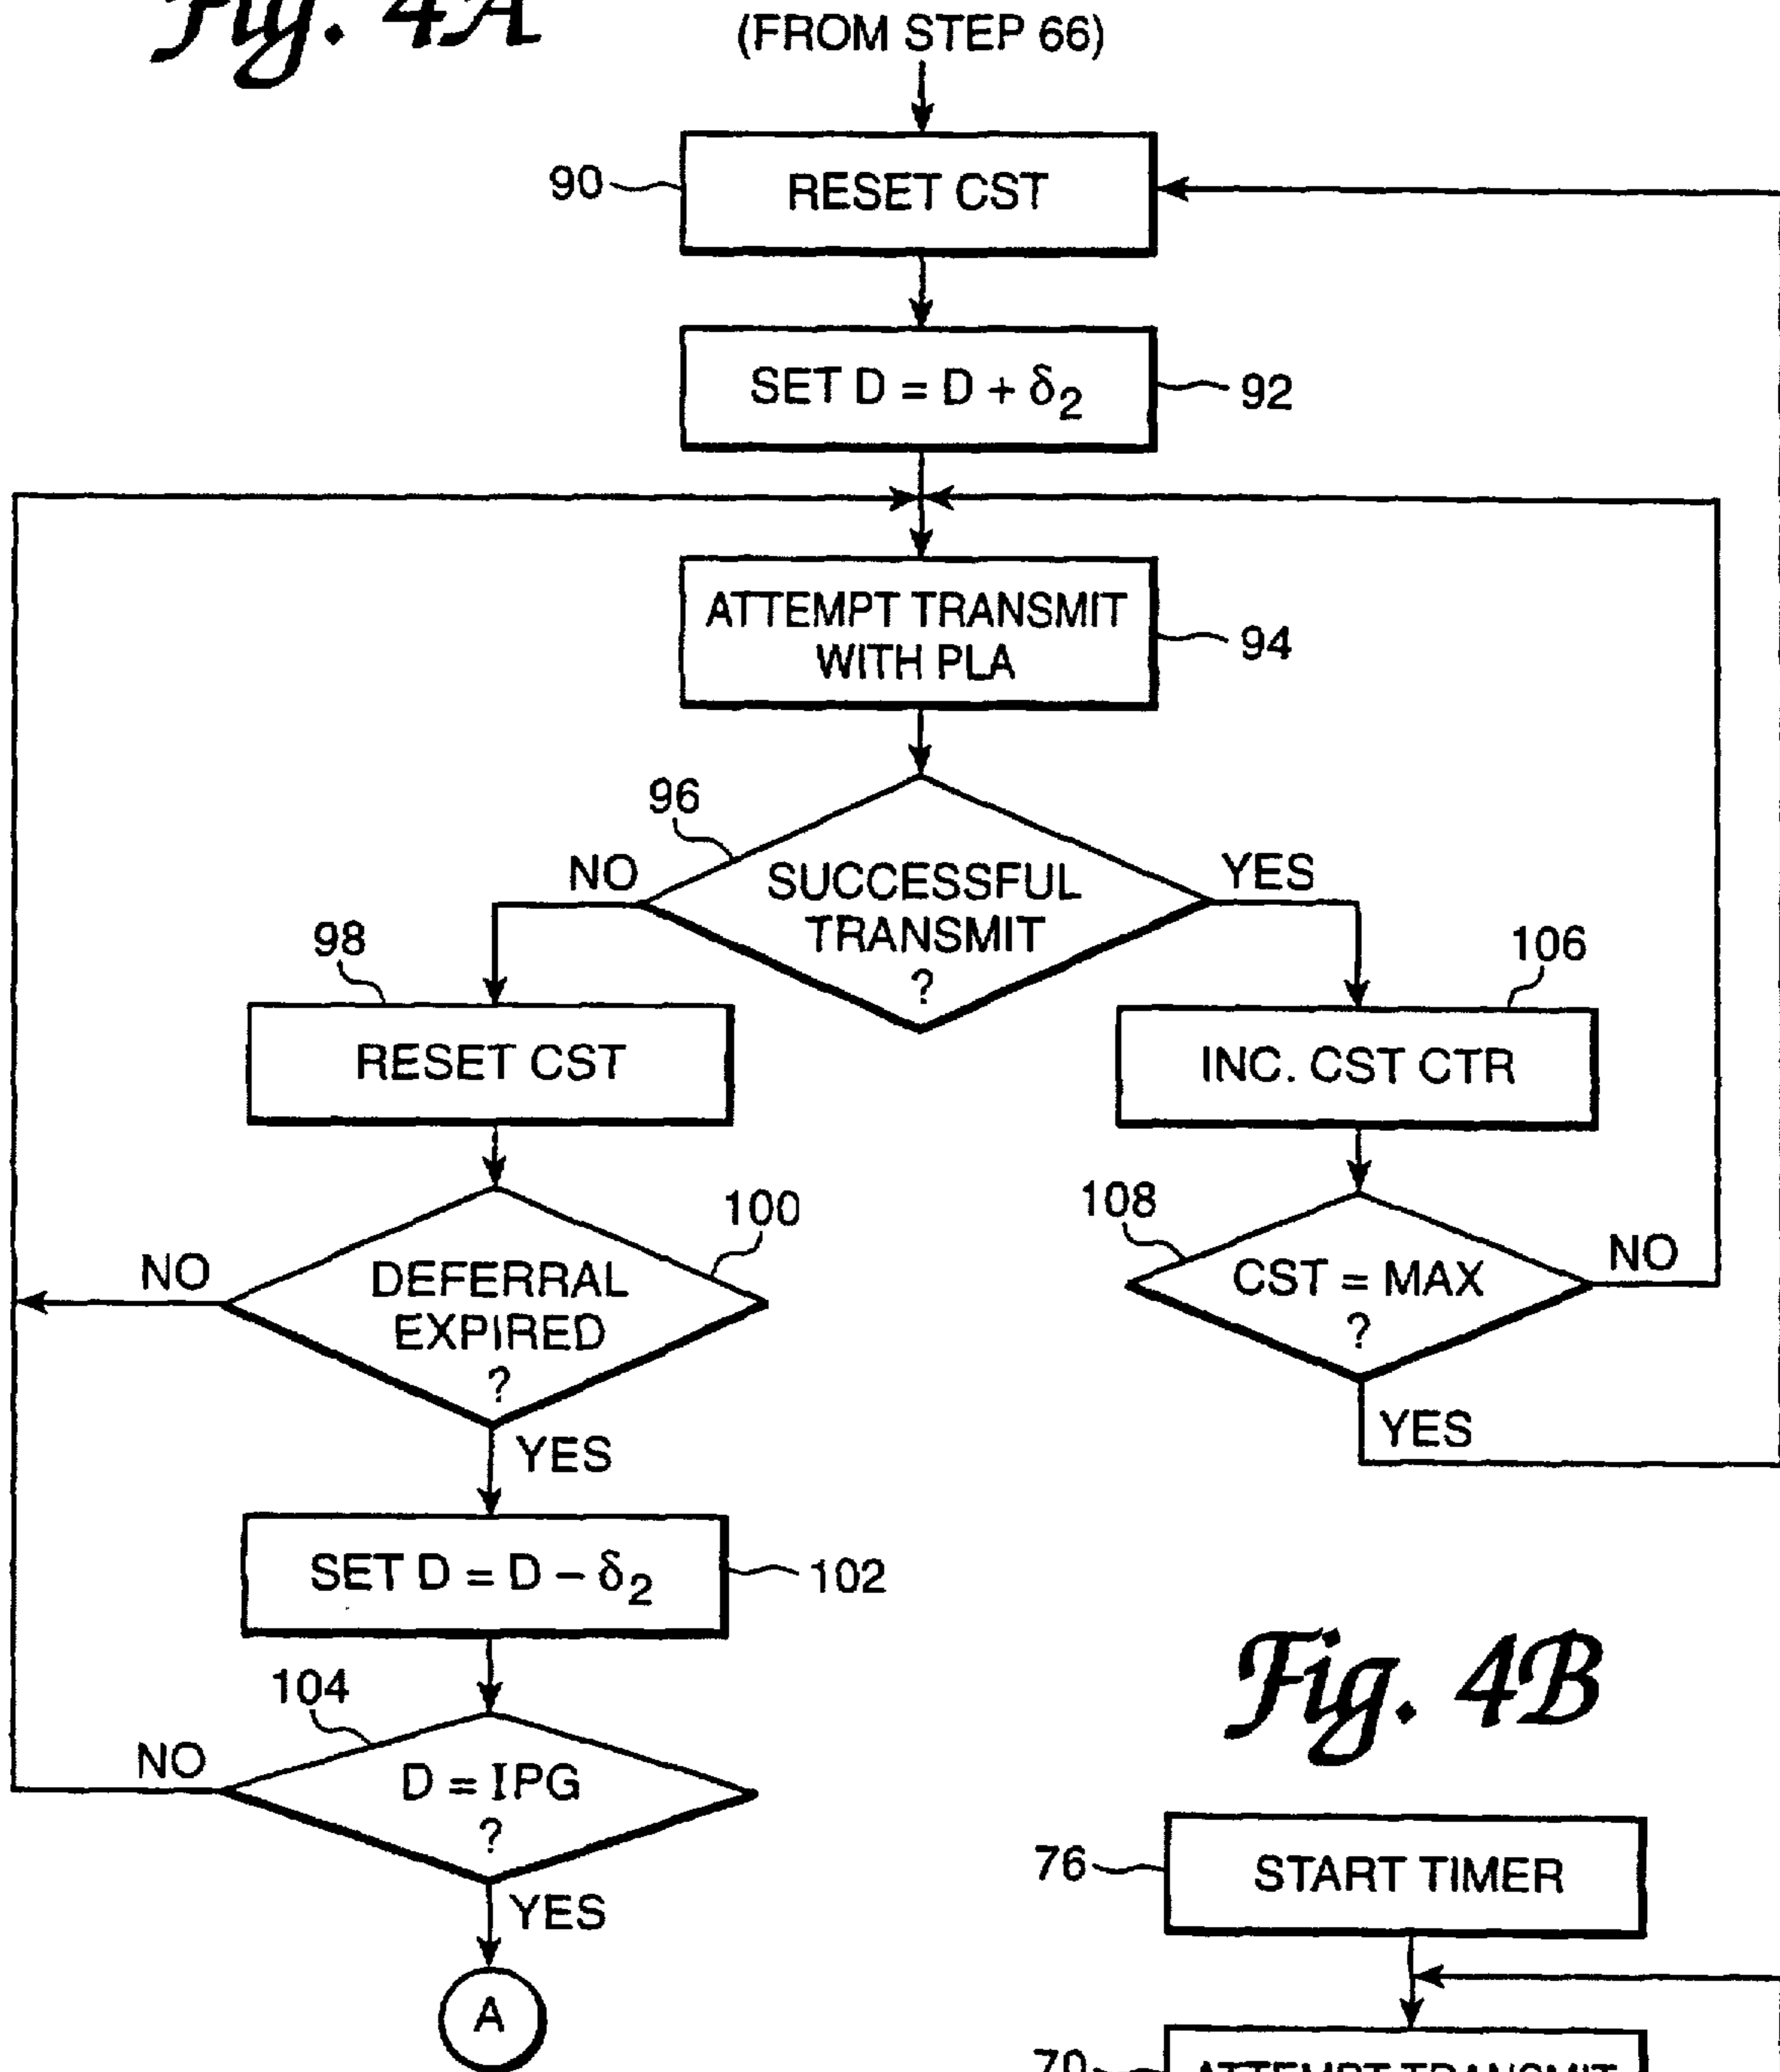 Fig. 4A
(FROM STEP 66)
90
RESET CST
SET D = D + δ2
92
ATTEMPT TRANSMIT
WITH PLA
94
96
NO
SUCCESSFUL
TRANSMIT
?
YES
98
RESET CST
106
INC. CST CTR
100
NO
DEFERRAL
EXPIRED
?
YES
108
CST = MAX
?
NO
YES
SET D = D – δ2
102
104
NO
D = IPG
?
YES
A
Fig. 4B
76
START TIMER
ATTEMPT TRANSMIT